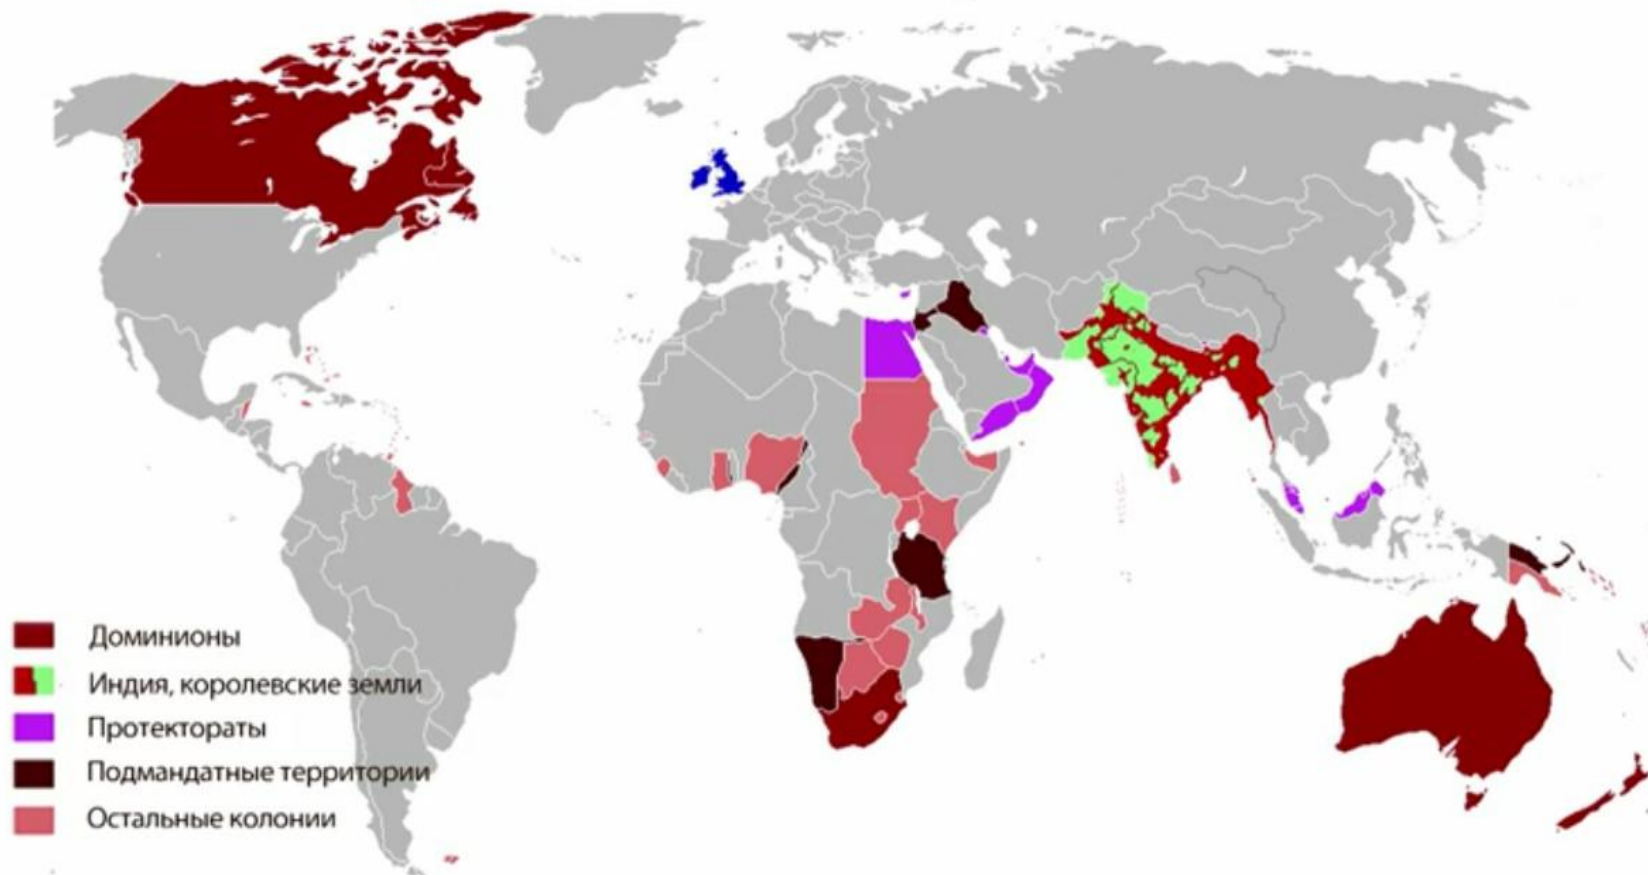 Доминионы
Индия, королевские земли
Протектораты
Подмандатные территории
Остальные колонии